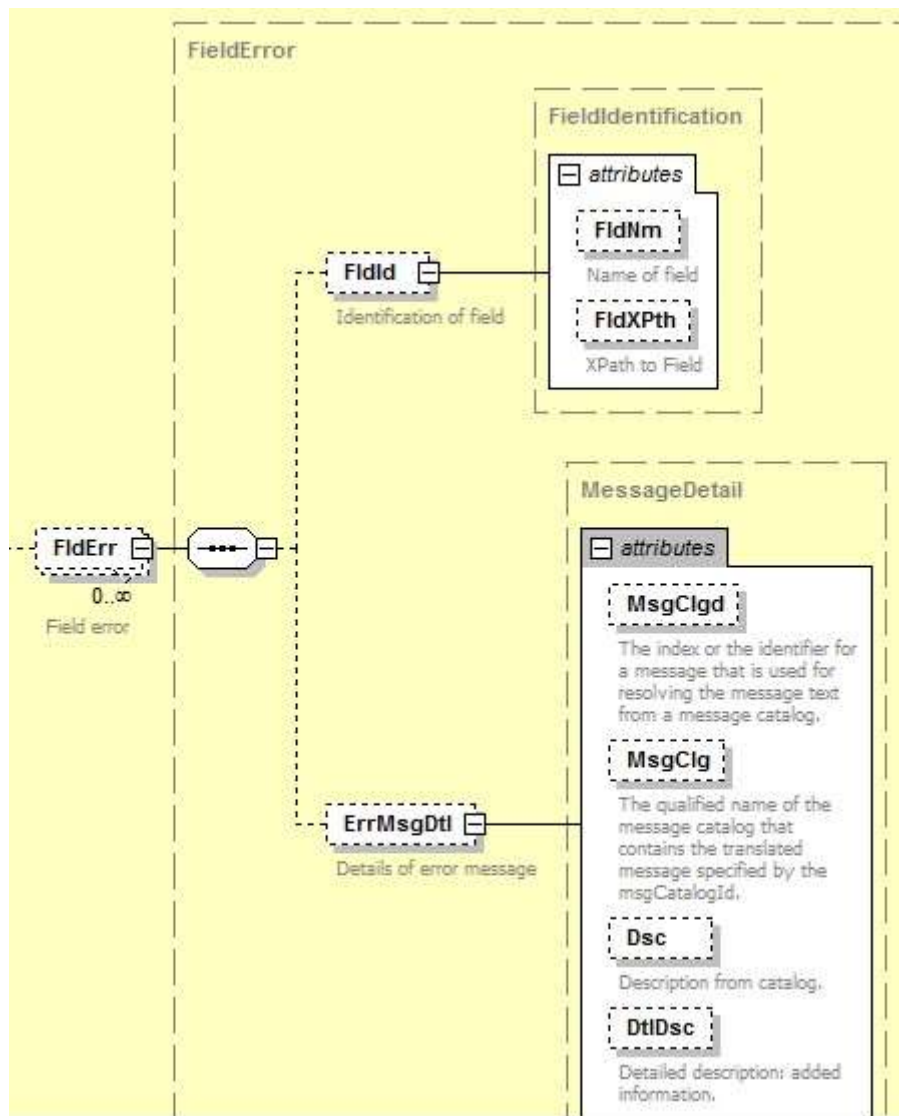 FieldError
FieldIdentification
attributes
FldNm
Name of field
FldXPth
XPath to Field
FldId
Identification of field
MessageDetail
attributes
MsgClgd
The index or the identifier for
a message that is used for
resolving the message text
from a message catalog.
MsgClg
The qualified name of the
message catalog that
contains the translated
message specified by the
msgCatalogId.
Dsc
Description from catalog.
DtlDsc
Detailed description: added
information.
ErrMsgDtl
Details of error message
FldErr
0..∞
Field error